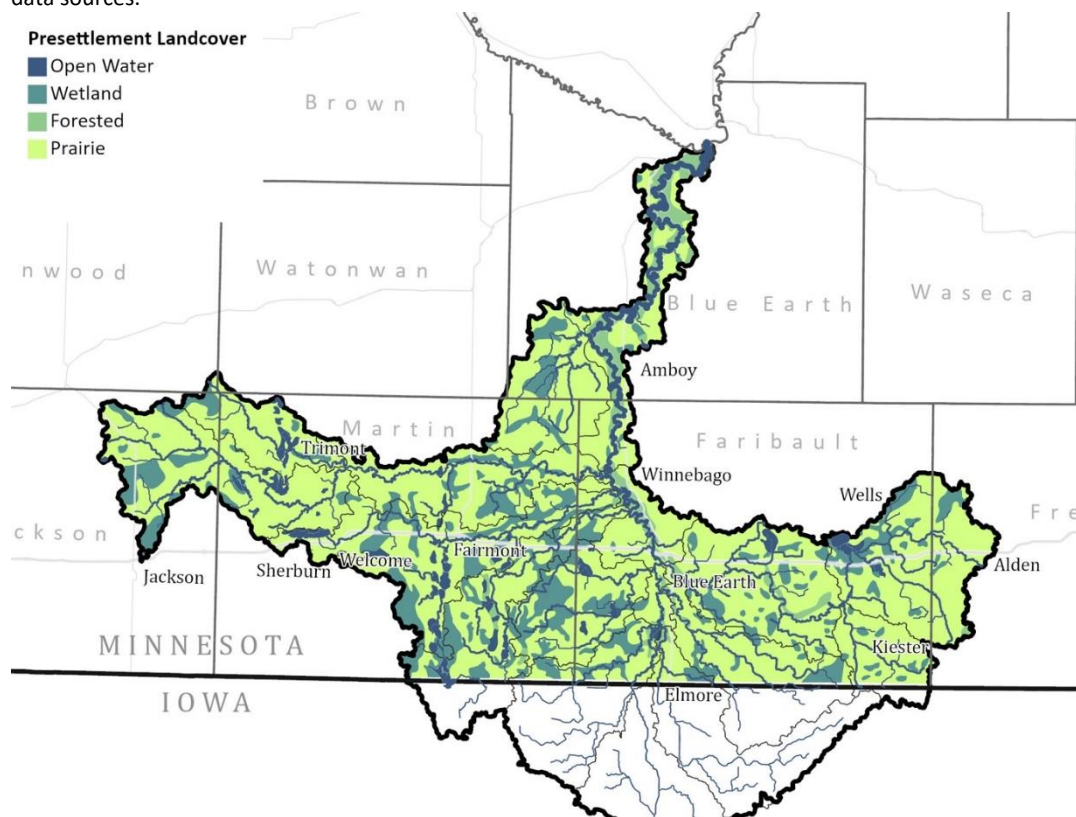 data sources.
Presettlement Landcover
Open Water
Wetland
Forested
Prairie
Brown
nwood
Watonwan
Blue Earth
Waseca
Amboy
Martin
Faribault
Trimont
Winnebago
Wells
Fre
ckson
Fairmont
Welcome
Sherburn
Jackson
Blue Earth
Alden
MINNESOTA
Kiester
Elmore
IOWA